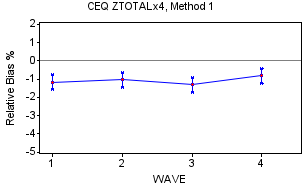 CEQ ZTOTALx4, Method 1
Relative Bias %
2
1
0
-1
-2
-3
-4
-5
1 2 3 4
WAVE